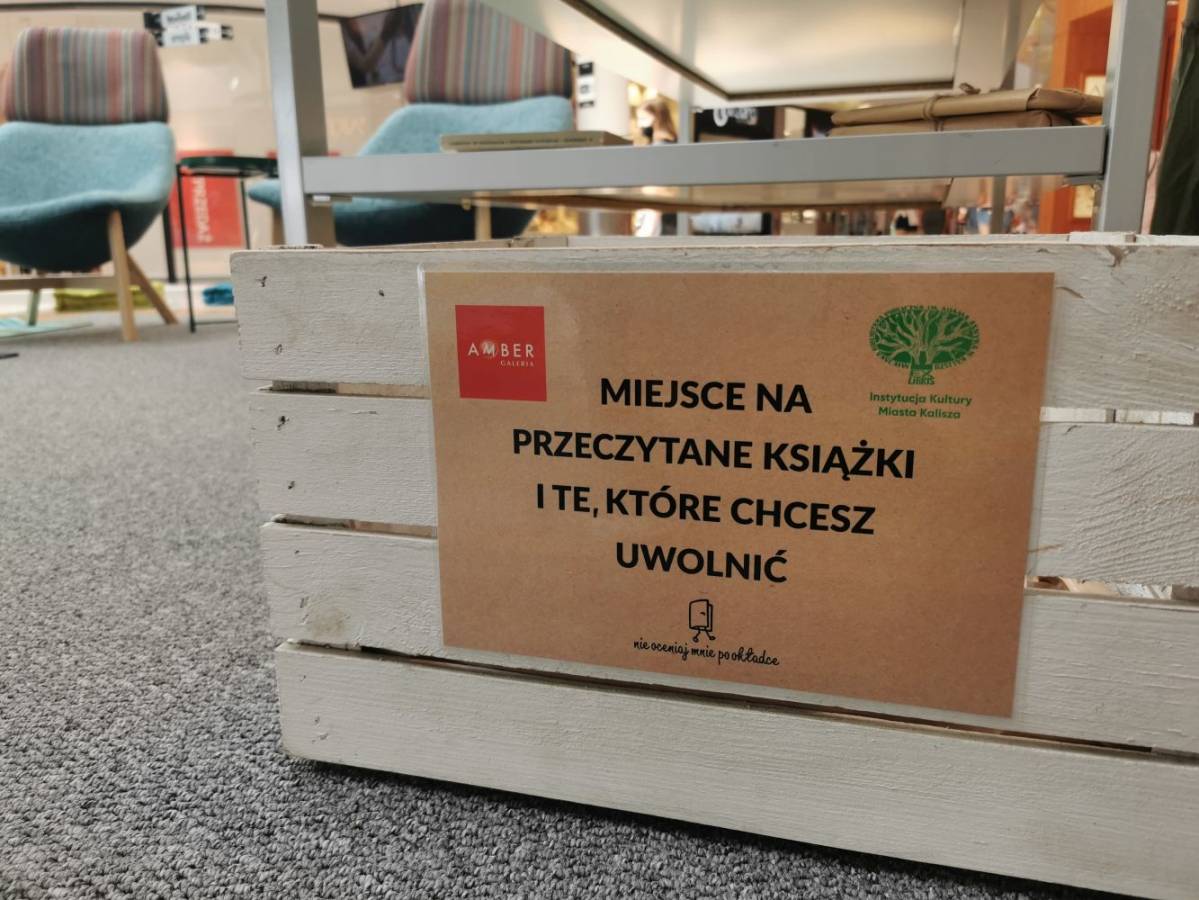 AMBER
GALERIA
LIBRIS
Instytucja Kultury
Miasta Kalisza
MIEJSCE NA
PRZECZYTANE KSIĄŻKI
I TE, KTÓRE CHCESZ
UWOLNIĆ
nie oceniaj mnie po okładce